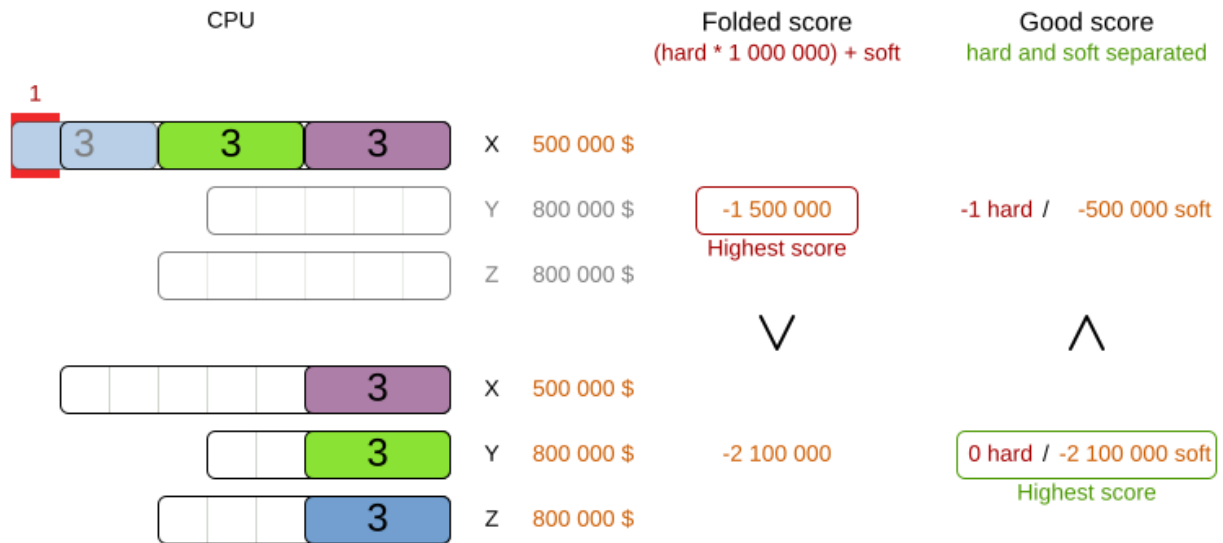 CPU Folded score Good score
(hard * 1 000 000) + soft hard and soft separated
1
3 3 3 X 500 000 $
Y 800 000 $ -1 500 000 -1 hard / -500 000 soft
Highest score
Z 800 000 $
3 X 500 000 $
3 Y 800 000 $ -2 100 000 0 hard / -2 100 000 soft
Highest score
3 Z 800 000 $